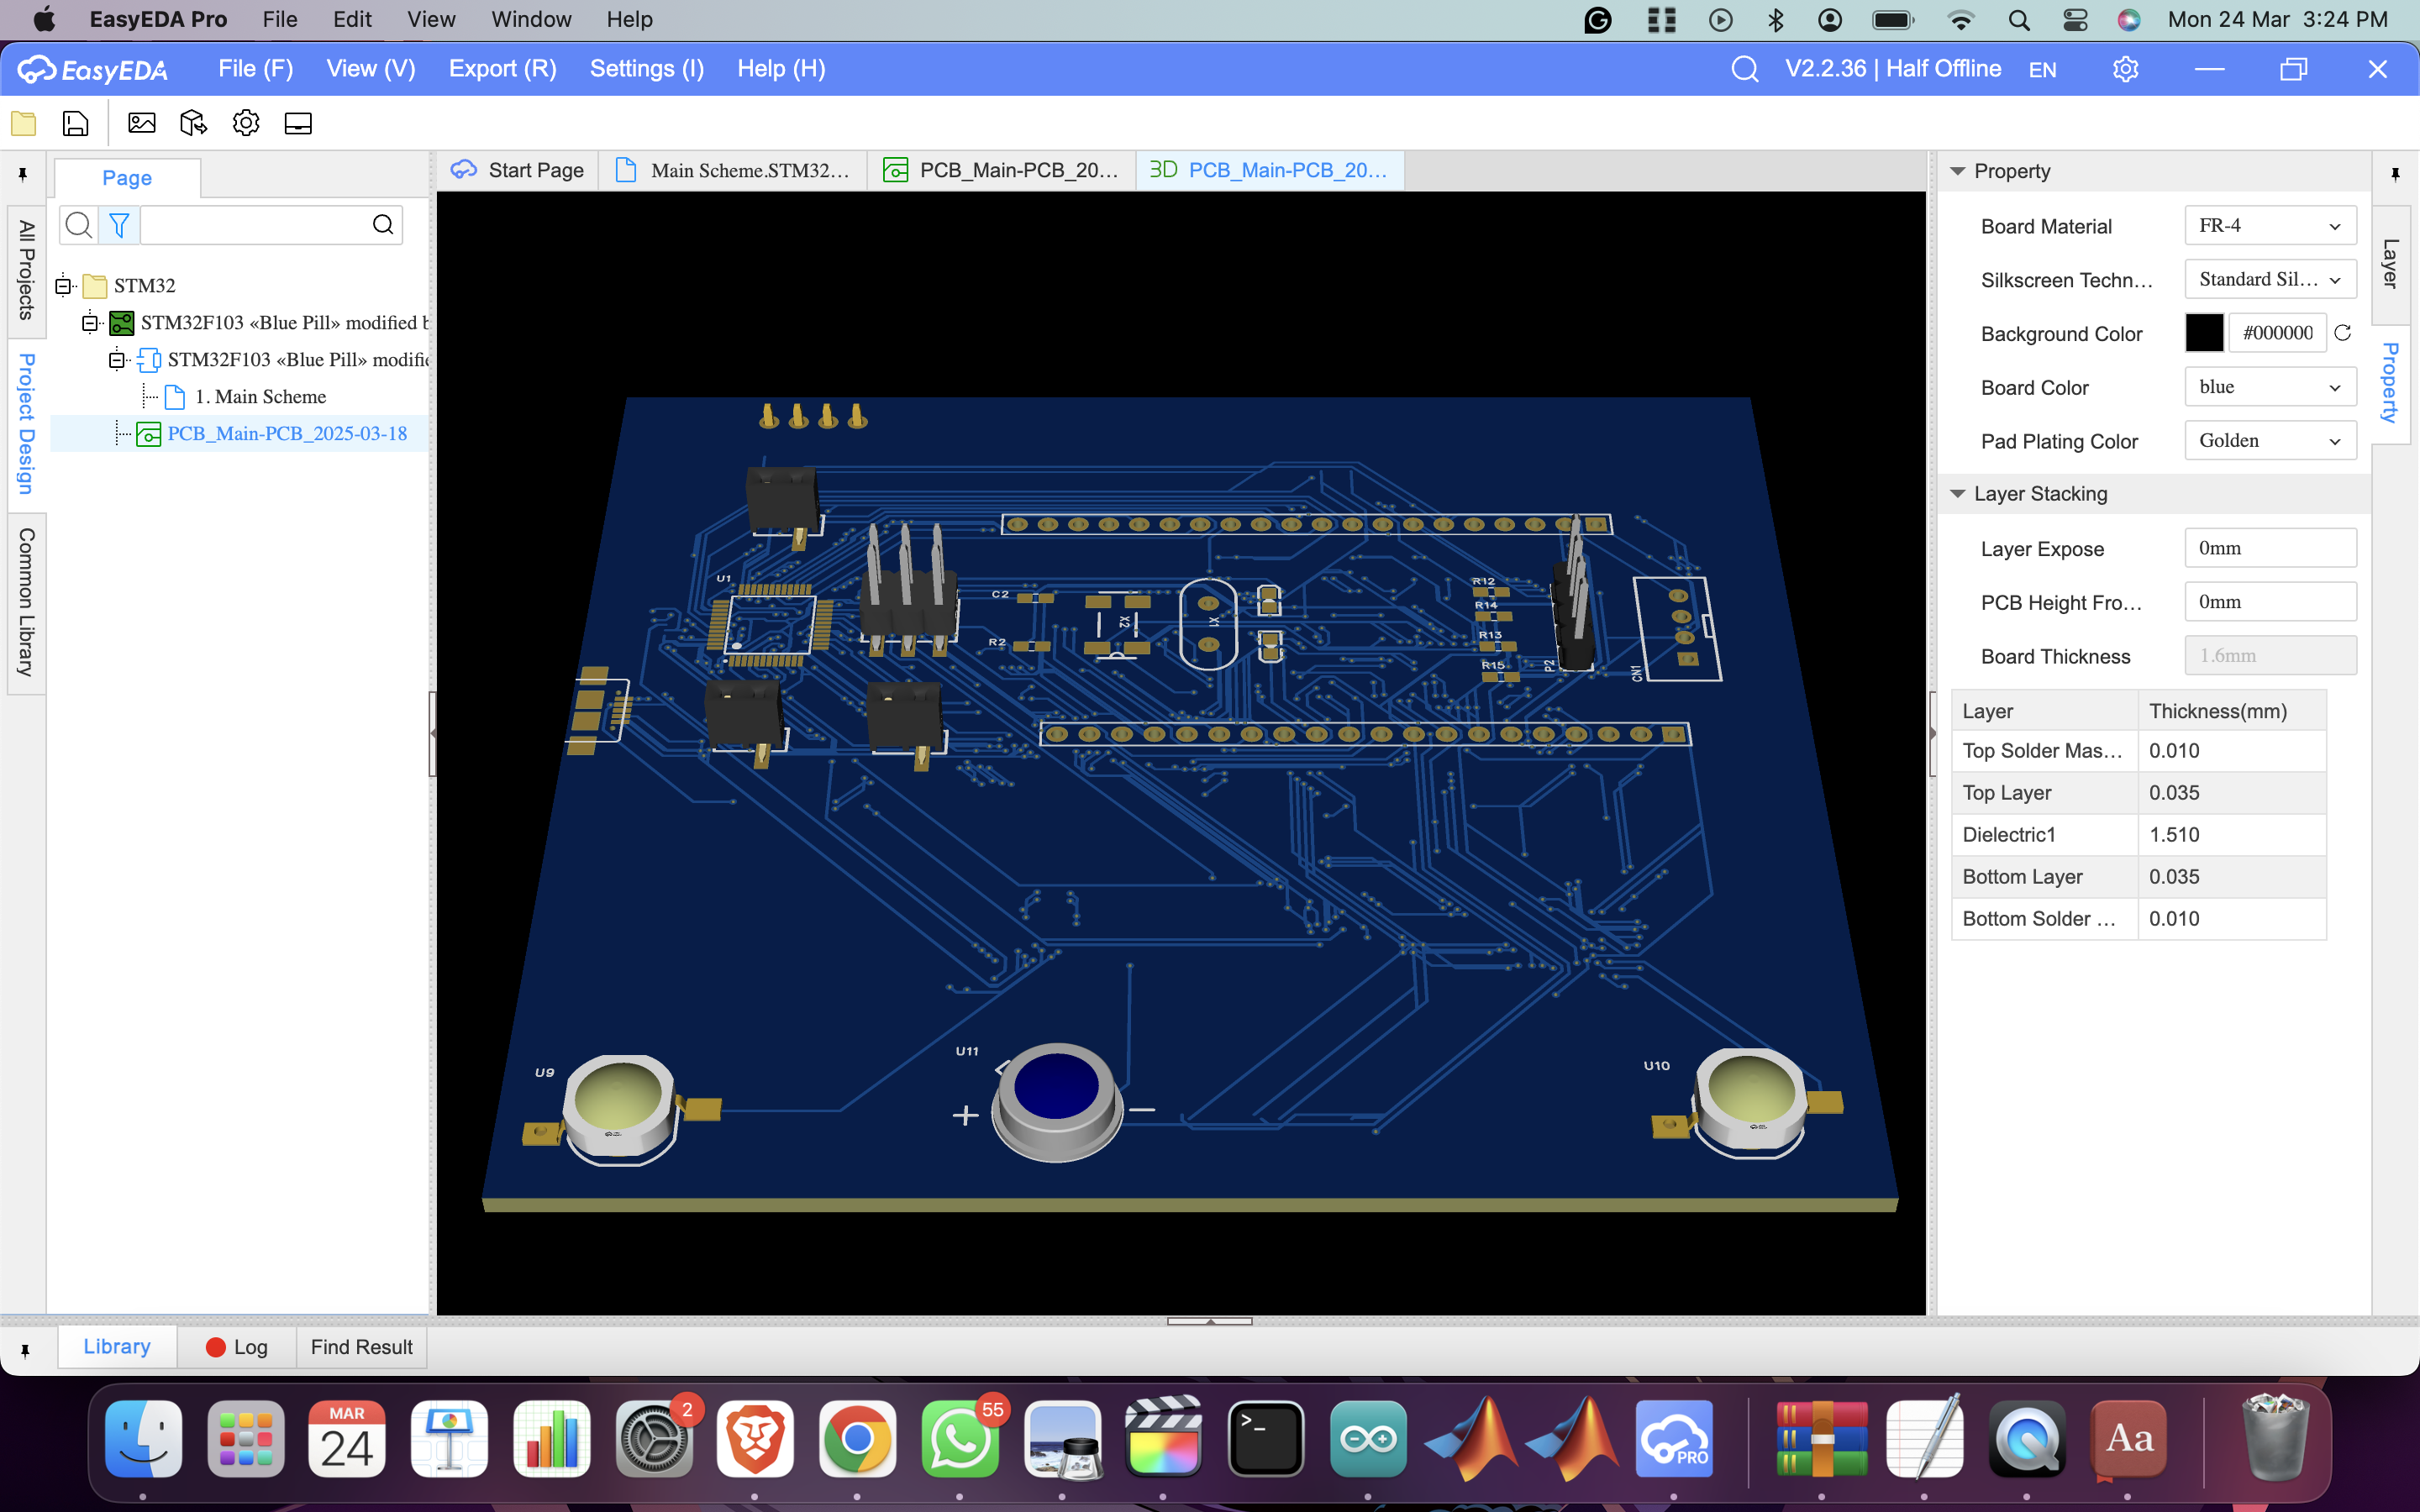 EasyEDA Pro File Edit View Window Help Mon 24 Mar 3:24 PM
EasyEDA File (F) View (V) Export (R) Settings (I) Help (H) V2.2.36 | Half Offline EN
Start Page Main Scheme.STM32... PCB_Main-PCB_20... 3D PCB_Main-PCB_20...
All Projects
Project Design
Common Library
Page
STM32
STM32F103 «Blue Pill» modified b
STM32F103 «Blue Pill» modifie
1. Main Scheme
PCB_Main-PCB_2025-03-18
U1
C2
R2
X2
X1
R12
R14
R13
R15
P2
CN1
U9
U11
+ −
U10
Property
Board Material FR-4
Silkscreen Techn... Standard Sil...
Background Color #000000
Board Color blue
Pad Plating Color Golden
Layer Stacking
Layer Expose 0mm
PCB Height Fro... 0mm
Board Thickness 1.6mm
Layer Thickness(mm)
Top Solder Mas... 0.010
Top Layer 0.035
Dielectric1 1.510
Bottom Layer 0.035
Bottom Solder ... 0.010
Layer
Property
Library Log Find Result
MAR
24
2
55
>_
PRO
Aa